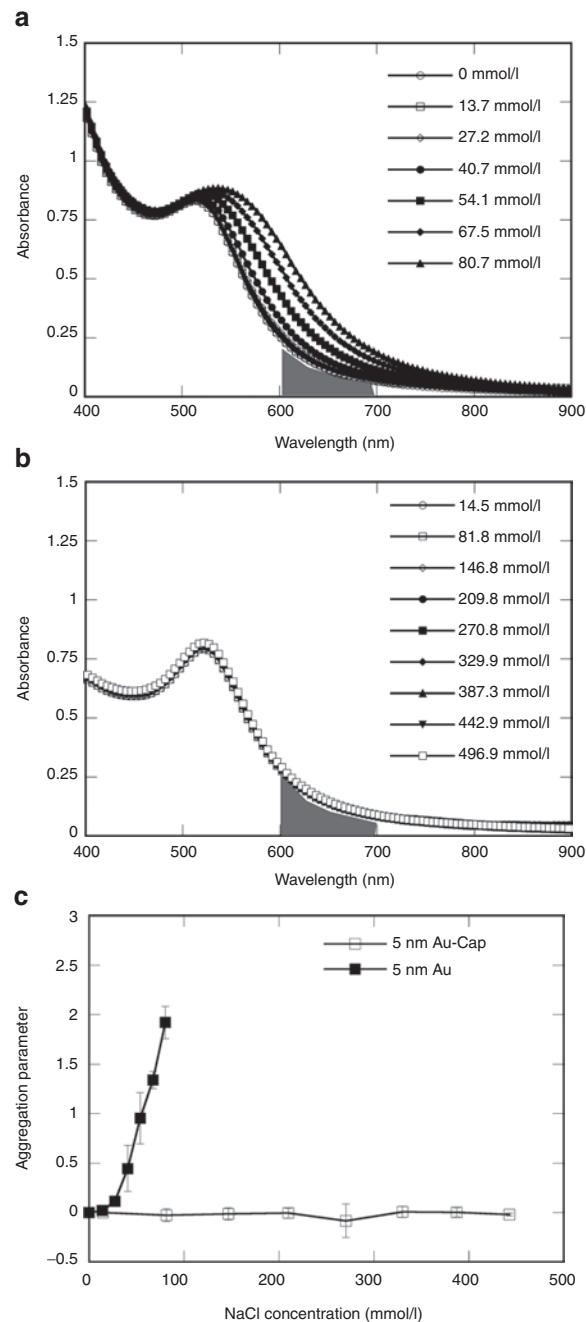 a
1.5
1.25
1
0.75
0.5
0.25
0
Absorbance
0 mmol/l
13.7 mmol/l
27.2 mmol/l
40.7 mmol/l
54.1 mmol/l
67.5 mmol/l
80.7 mmol/l
400 500 600 700 800 900
Wavelength (nm)
b
1.5
1.25
1
0.75
0.5
0.25
0
Absorbance
14.5 mmol/l
81.8 mmol/l
146.8 mmol/l
209.8 mmol/l
270.8 mmol/l
329.9 mmol/l
387.3 mmol/l
442.9 mmol/l
496.9 mmol/l
400 500 600 700 800 900
Wavelength (nm)
c
3
2.5
2
1.5
1
0.5
0
−0.5
Aggregation parameter
5 nm Au-Cap
5 nm Au
0 100 200 300 400 500
NaCl concentration (mmol/l)